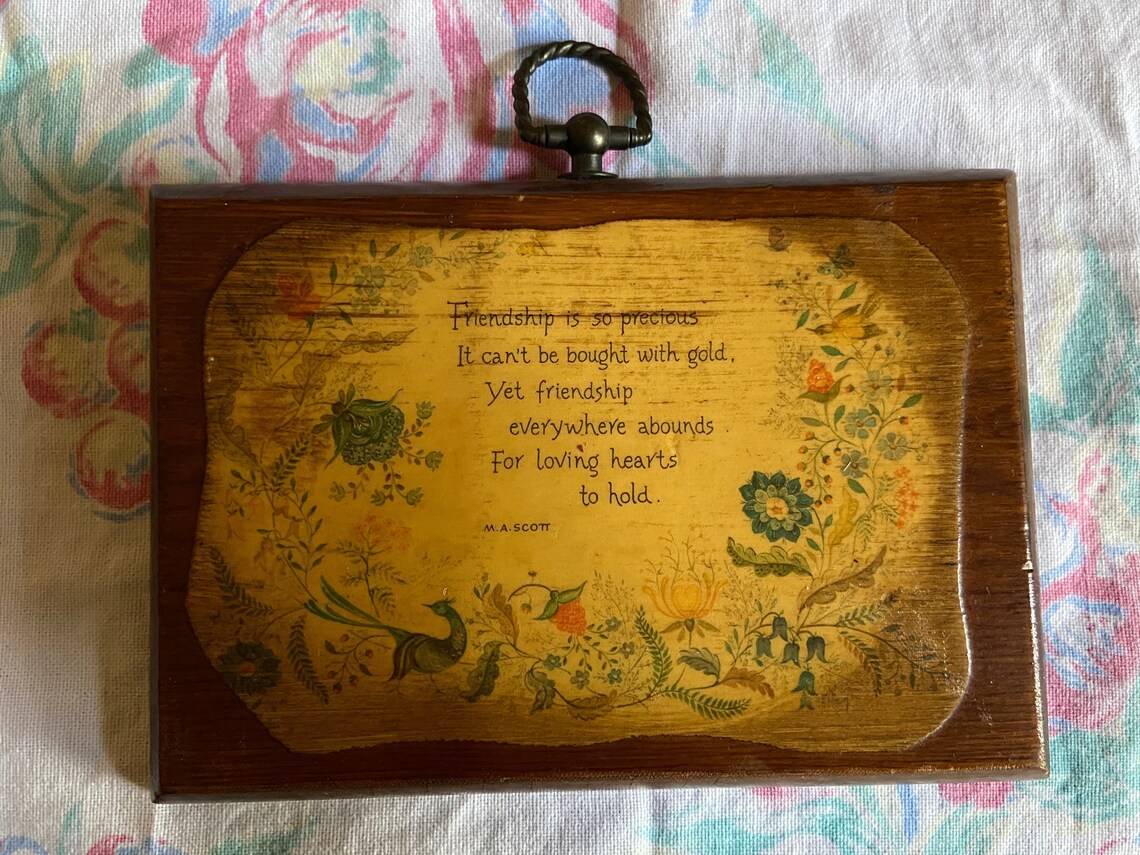 Friendship is so precious
It can't be bought with gold,
Yet friendship
everywhere abounds.
For loving hearts
to hold.
M.A. SCOTT